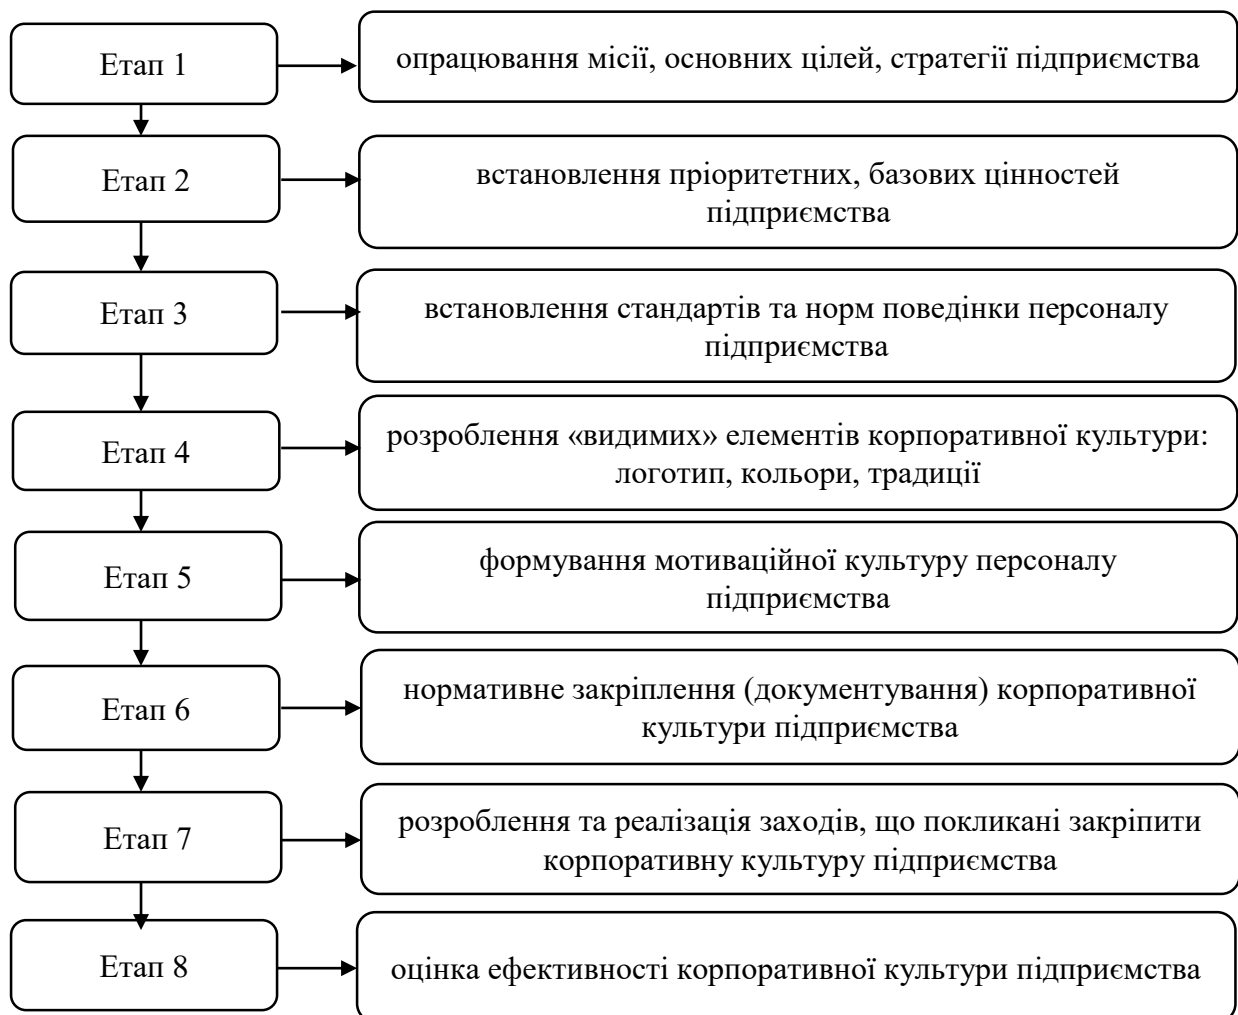 Етап 1
опрацювання місії, основних цілей, стратегії підприємства
Етап 2
встановлення пріоритетних, базових цінностей
підприємства
Етап 3
встановлення стандартів та норм поведінки персоналу
підприємства
Етап 4
розроблення «видимих» елементів корпоративної культури:
логотип, кольори, традиції
Етап 5
формування мотиваційної культуру персоналу
підприємства
Етап 6
нормативне закріплення (документування) корпоративної
культури підприємства
Етап 7
розроблення та реалізація заходів, що покликані закріпити
корпоративну культуру підприємства
Етап 8
оцінка ефективності корпоративної культури підприємства